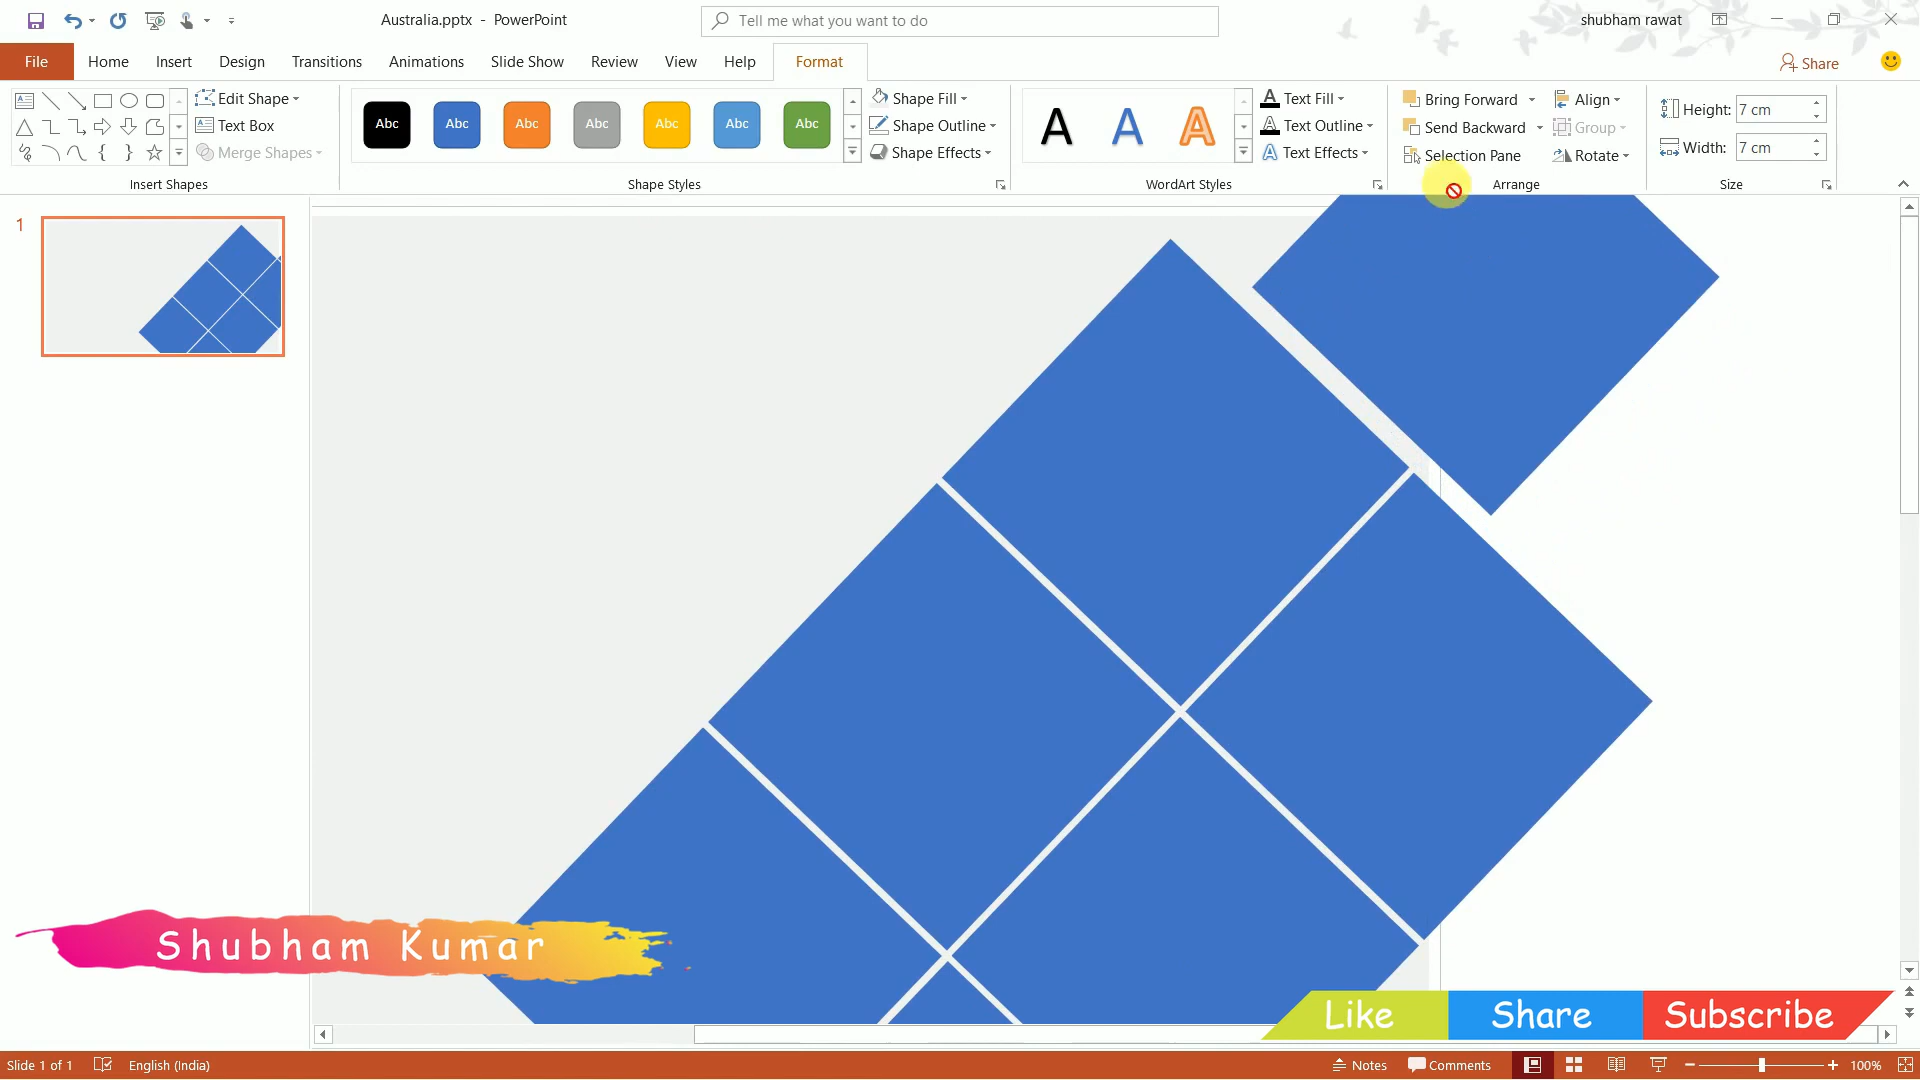 Australia.pptx - PowerPoint
Tell me what you want to do
shubham rawat
File Home Insert Design Transitions Animations Slide Show Review View Help Format
Share
Edit Shape
Text Box
Merge Shapes
Insert Shapes
Abc Abc Abc Abc Abc Abc Abc
Shape Fill
Shape Outline
Shape Effects
Shape Styles
A A A
Text Fill
Text Outline
Text Effects
WordArt Styles
Bring Forward
Send Backward
Selection Pane
Align
Group
Rotate
Arrange
Height: 7 cm
Width: 7 cm
Size
1
Shubham Kumar
Like Share Subscribe
Slide 1 of 1 English (India) Notes Comments 100%